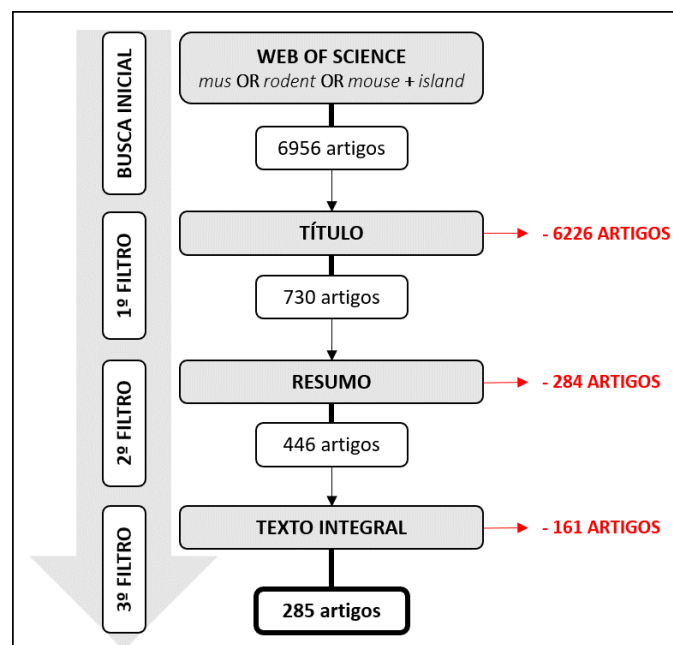 BUSCA INICIAL
WEB OF SCIENCE
mus OR rodent OR mouse + island
6956 artigos
1º FILTRO
TÍTULO
- 6226 ARTIGOS
730 artigos
2º FILTRO
RESUMO
- 284 ARTIGOS
446 artigos
3º FILTRO
TEXTO INTEGRAL
- 161 ARTIGOS
285 artigos